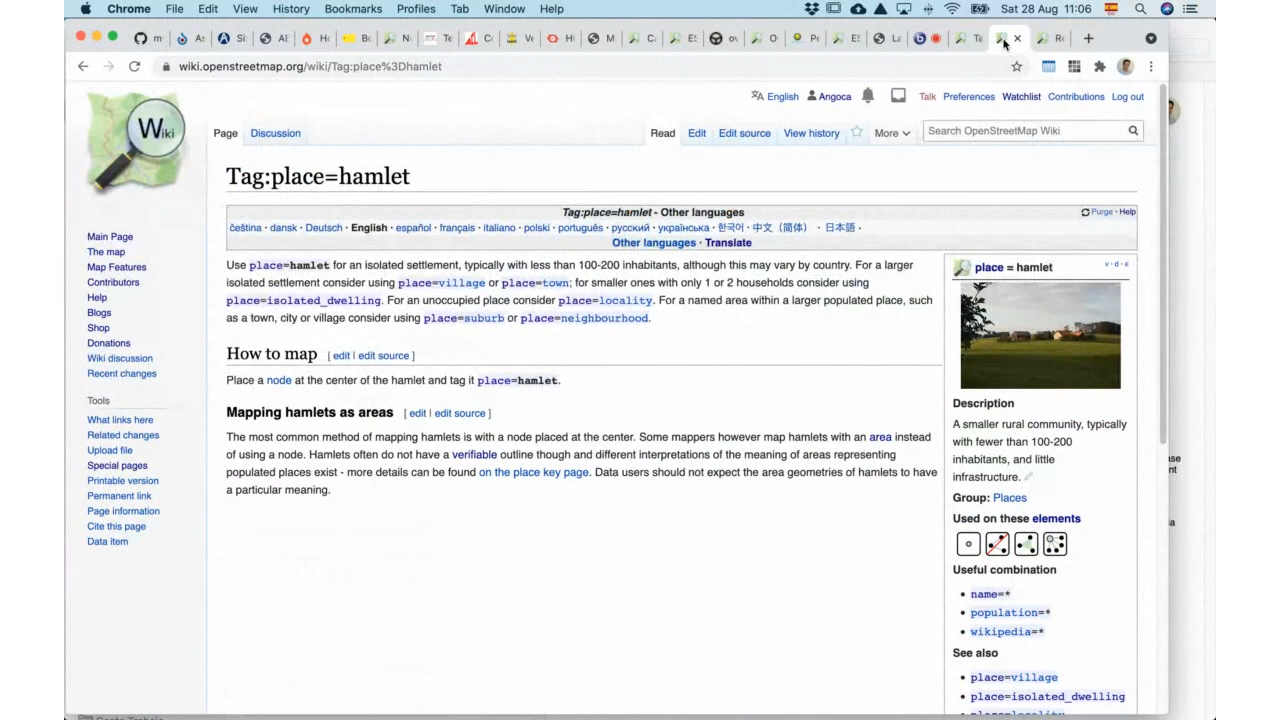 Chrome File Edit View History Bookmarks Profiles Tab Window Help Sat 28 Aug 11:06
wiki.openstreetmap.org/wiki/Tag:place%3Dhamlet
English Angoca Talk Preferences Watchlist Contributions Log out
Wiki
Page Discussion Read Edit Edit source View history More Search OpenStreetMap Wiki
Tag:place=hamlet
Tag:place=hamlet - Other languages Purge · Help
čeština · dansk · Deutsch · English · español · français · italiano · polski · português · русский · українська · 한국어 · 中文（简体） · 日本語 ·
Other languages · Translate
Main Page
The map
Map Features
Contributors
Help
Blogs
Shop
Donations
Wiki discussion
Recent changes
Tools
What links here
Related changes
Upload file
Special pages
Printable version
Permanent link
Page information
Cite this page
Data item
Use place=hamlet for an isolated settlement, typically with less than 100-200 inhabitants, although this may vary by country. For a larger
isolated settlement consider using place=village or place=town; for smaller ones with only 1 or 2 households consider using
place=isolated_dwelling. For an unoccupied place consider place=locality. For a named area within a larger populated place, such
as a town, city or village consider using place=suburb or place=neighbourhood.
How to map [ edit | edit source ]
Place a node at the center of the hamlet and tag it place=hamlet.
Mapping hamlets as areas [ edit | edit source ]
The most common method of mapping hamlets is with a node placed at the center. Some mappers however map hamlets with an area instead
of using a node. Hamlets often do not have a verifiable outline though and different interpretations of the meaning of areas representing
populated places exist - more details can be found on the place key page. Data users should not expect the area geometries of hamlets to have
a particular meaning.
place = hamlet v · d · e
Description
A smaller rural community, typically
with fewer than 100-200
inhabitants, and little
infrastructure.
Group: Places
Used on these elements
Useful combination
• name=*
• population=*
• wikipedia=*
See also
• place=village
• place=isolated_dwelling